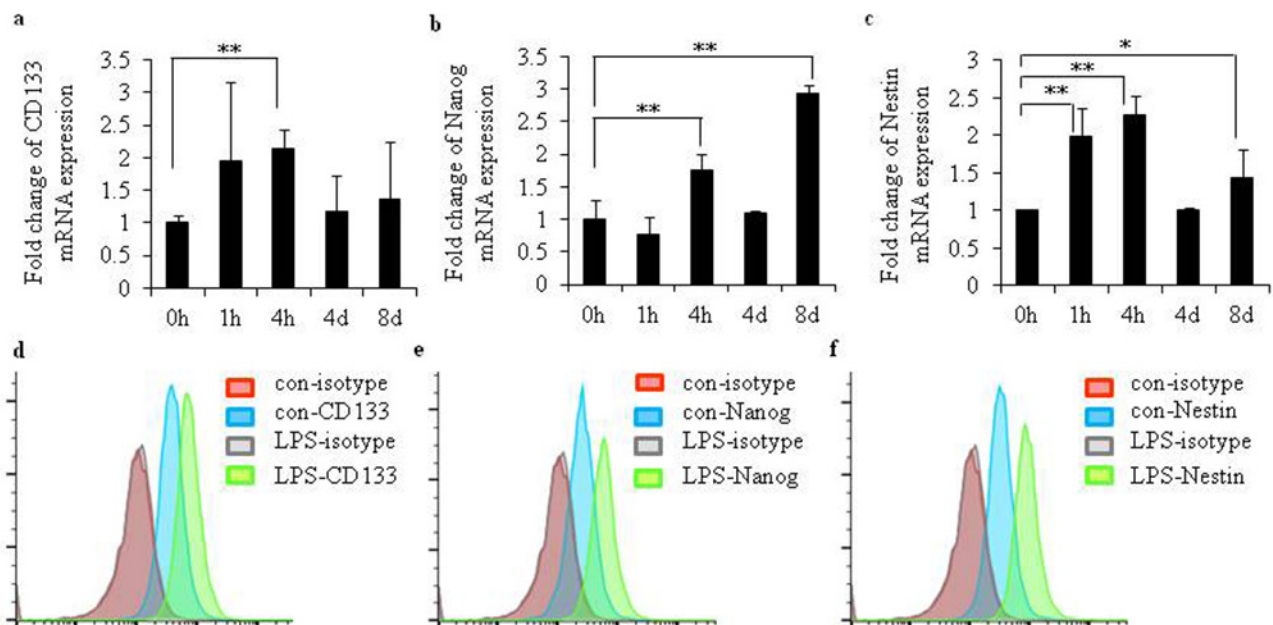 a
Fold change of CD133
mRNA expression
3.5
3
2.5
2
1.5
1
0.5
0
**
0h 1h 4h 4d 8d
b
Fold change of Nanog
mRNA expression
3.5
3
2.5
2
1.5
1
0.5
0
**
**
0h 1h 4h 4d 8d
c
Fold change of Nestin
mRNA expression
3
2.5
2
1.5
1
0.5
0
*
**
**
0h 1h 4h 4d 8d
d
con-isotype
con-CD133
LPS-isotype
LPS-CD133
e
con-isotype
con-Nanog
LPS-isotype
LPS-Nanog
f
con-isotype
con-Nestin
LPS-isotype
LPS-Nestin